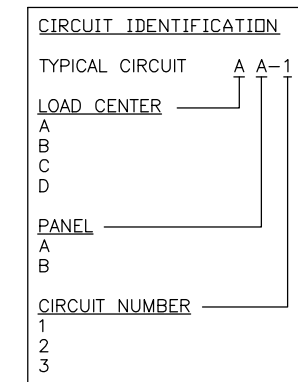 CIRCUIT IDENTIFICATION
TYPICAL CIRCUIT A A-1
LOAD CENTER
A
B
C
D
PANEL
A
B
CIRCUIT NUMBER
1
2
3